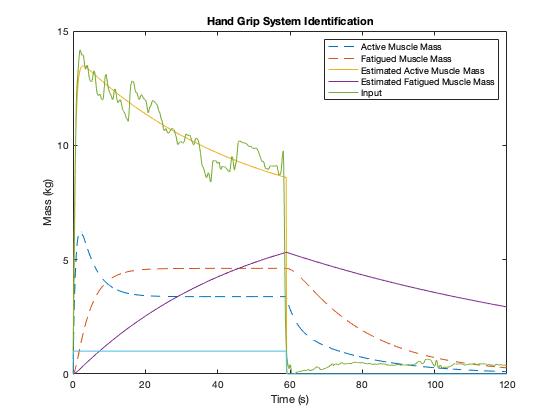 Hand Grip System Identification
15
10
5
0
Mass (kg)
Active Muscle Mass
Fatigued Muscle Mass
Estimated Active Muscle Mass
Estimated Fatigued Muscle Mass
Input
0
20
40
60
80
100
120
Time (s)